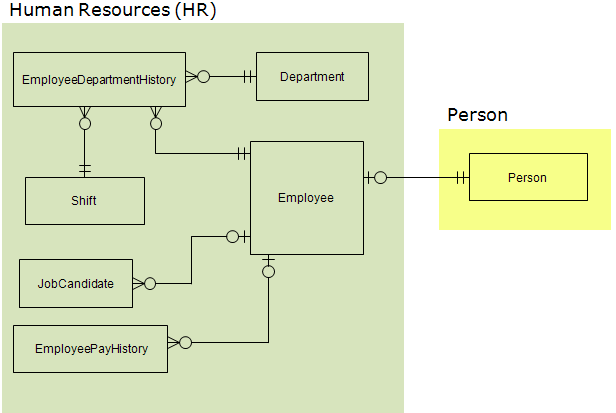 Human Resources (HR)
EmployeeDepartmentHistory
Department
Person
Shift
Employee
Person
JobCandidate
EmployeePayHistory